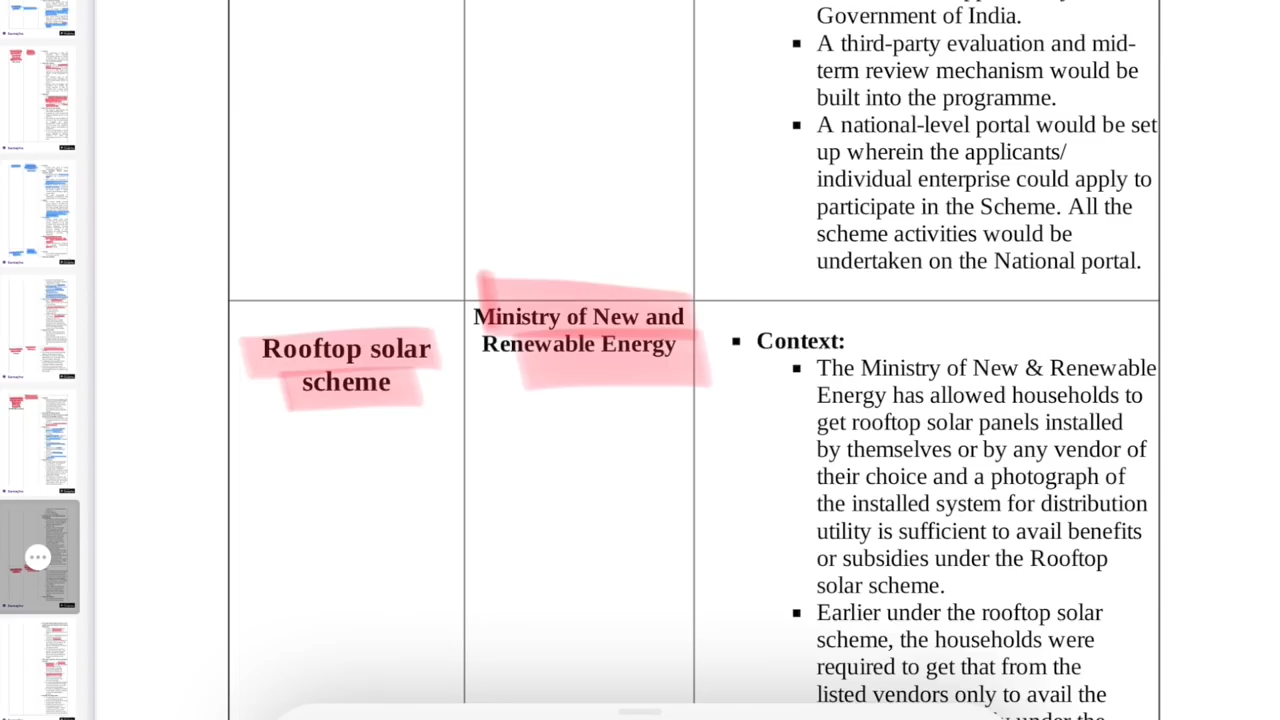 Government of India.
▪ A third-party evaluation and mid-
term review mechanism would be
built into the programme.
▪ A national-level portal would be set
up wherein the applicants/
individual enterprise could apply to
participate in the Scheme. All the
scheme activities would be
undertaken on the National portal.
Rooftop solar
scheme
Ministry of New and
Renewable Energy
▪ Context:
▪ The Ministry of New & Renewable
Energy has allowed households to
get rooftop solar panels installed
by themselves or by any vendor of
their choice and a photograph of
the installed system for distribution
utility is sufficient to avail benefits
or subsidies under the Rooftop
solar scheme.
▪ Earlier under the rooftop solar
scheme, the households were
required to get that from the
listed vendors only to avail the
under the